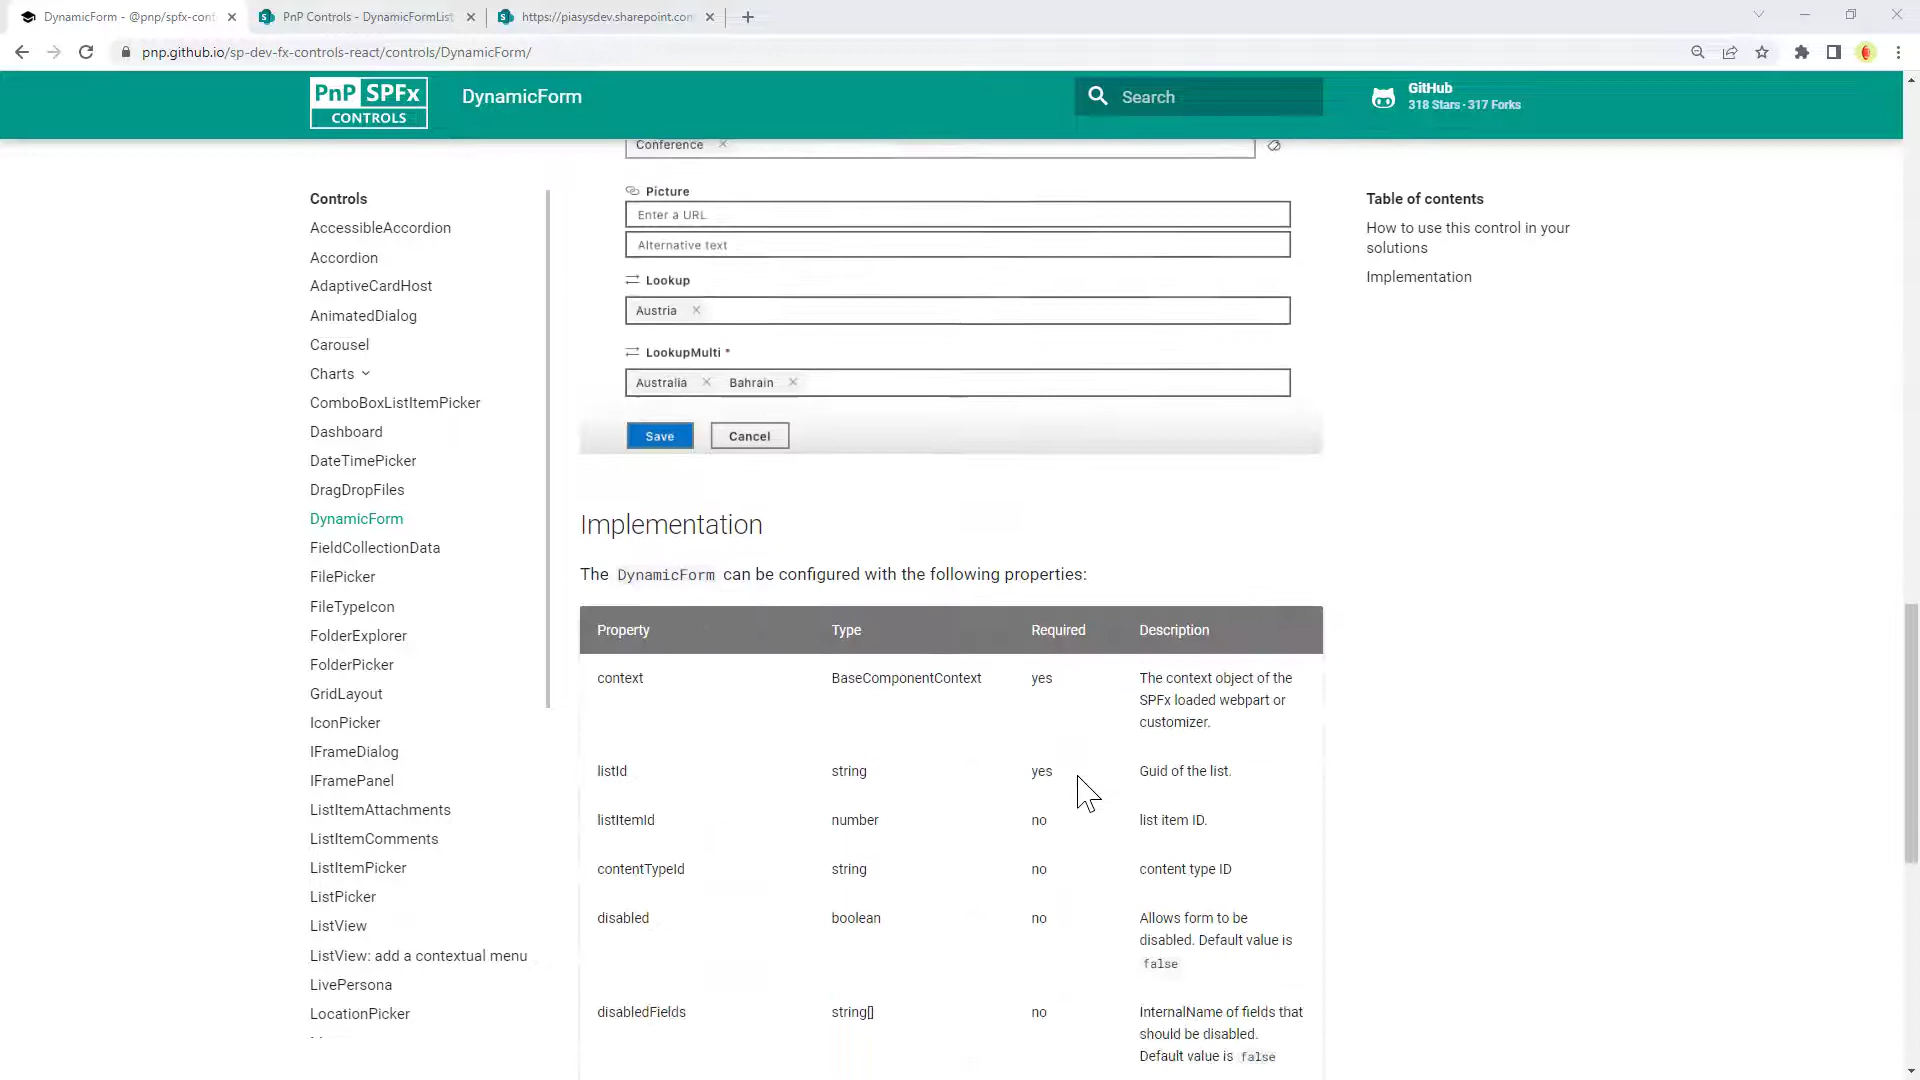 DynamicForm - @pnp/spfx-cont
PnP Controls - DynamicFormList
https://piasysdev.sharepoint.com
pnp.github.io/sp-dev-fx-controls-react/controls/DynamicForm/
PnP SPFx
CONTROLS
DynamicForm
Search
GitHub
318 Stars · 317 Forks
Controls
AccessibleAccordion
Accordion
AdaptiveCardHost
AnimatedDialog
Carousel
Charts
ComboBoxListItemPicker
Dashboard
DateTimePicker
DragDropFiles
DynamicForm
FieldCollectionData
FilePicker
FileTypeIcon
FolderExplorer
FolderPicker
GridLayout
IconPicker
IFrameDialog
IFramePanel
ListItemAttachments
ListItemComments
ListItemPicker
ListPicker
ListView
ListView: add a contextual menu
LivePersona
LocationPicker
Conference
Picture
Enter a URL
Alternative text
Lookup
Austria
LookupMulti *
Australia Bahrain
Save Cancel
Implementation
The DynamicForm can be configured with the following properties:
Property Type Required Description
context BaseComponentContext yes The context object of the
SPFx loaded webpart or
customizer.
listId string yes Guid of the list.
listItemId number no list item ID.
contentTypeId string no content type ID
disabled boolean no Allows form to be
disabled. Default value is
false
disabledFields string[] no InternalName of fields that
should be disabled.
Default value is false
Table of contents
How to use this control in your
solutions
Implementation